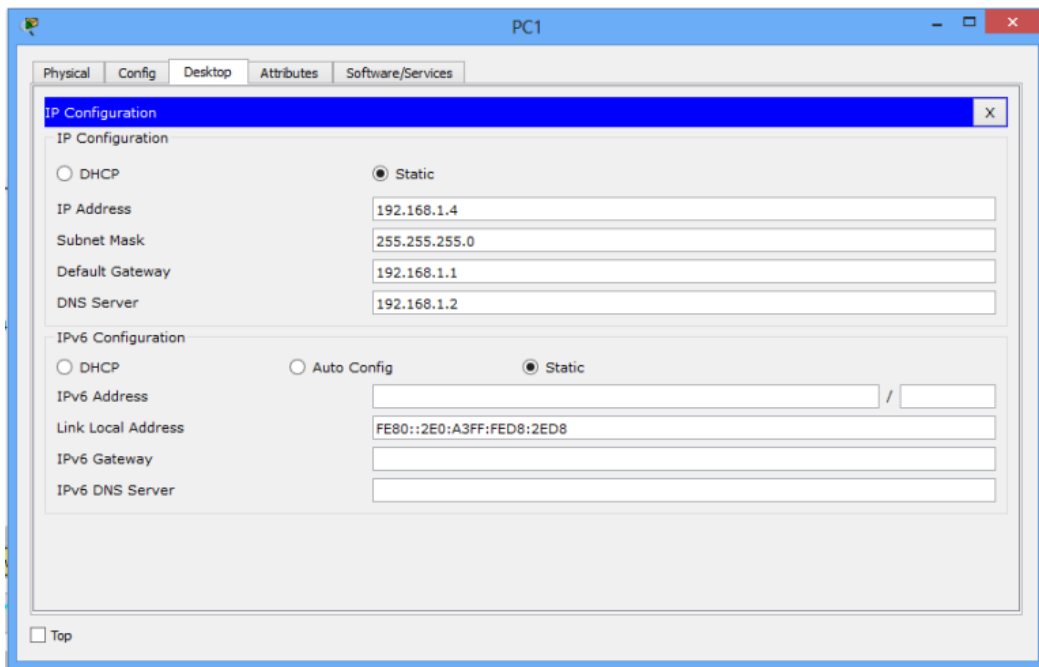 PC1
Physical Config Desktop Attributes Software/Services
IP Configuration X
IP Configuration
DHCP Static
IP Address 192.168.1.4
Subnet Mask 255.255.255.0
Default Gateway 192.168.1.1
DNS Server 192.168.1.2
IPv6 Configuration
DHCP Auto Config Static
IPv6 Address /
Link Local Address FE80::2E0:A3FF:FED8:2ED8
IPv6 Gateway
IPv6 DNS Server
Top